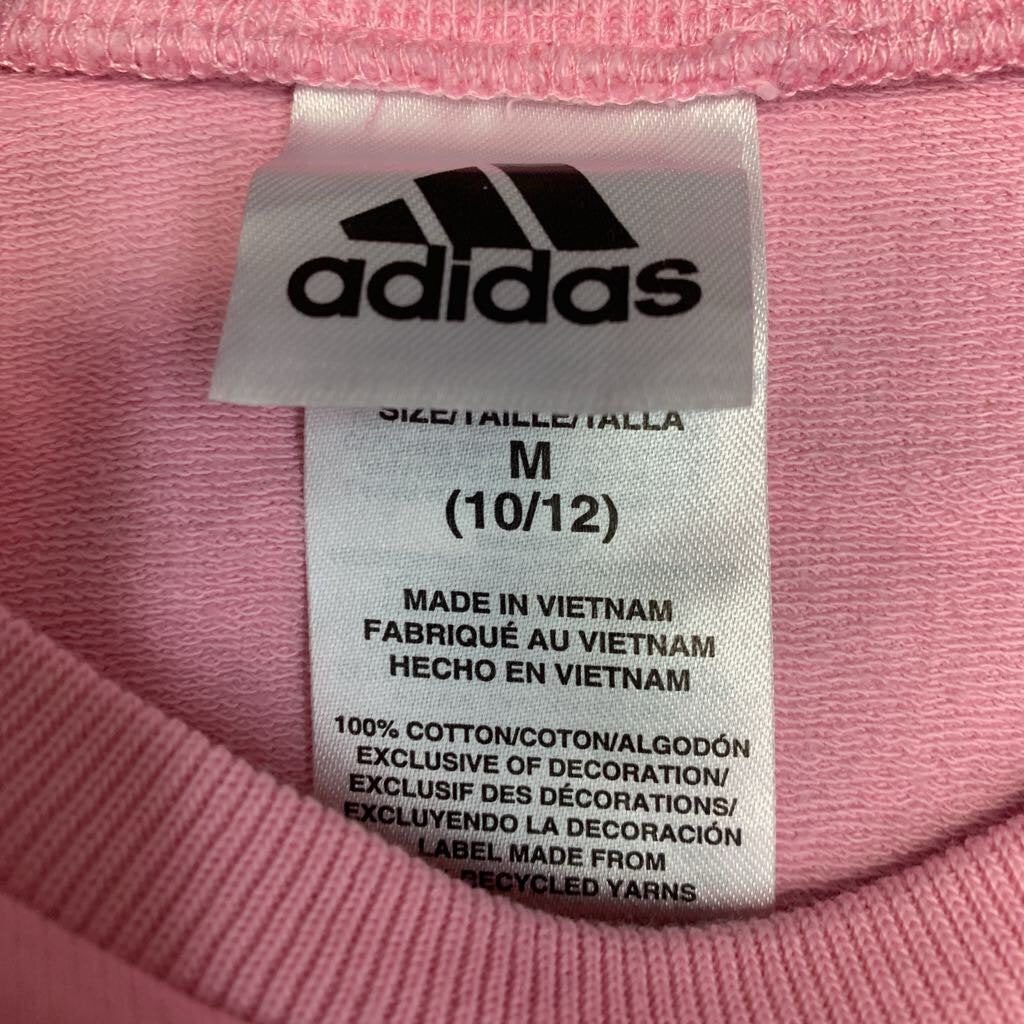 adidas
SIZE/TAILLE/TALLA
M
(10/12)
MADE IN VIETNAM
FABRIQUÉ AU VIETNAM
HECHO EN VIETNAM
100% COTTON/COTON/ALGODÓN
EXCLUSIVE OF DECORATION/
EXCLUSIF DES DÉCORATIONS/
EXCLUYENDO LA DECORACIÓN
LABEL MADE FROM
RECYCLED YARNS